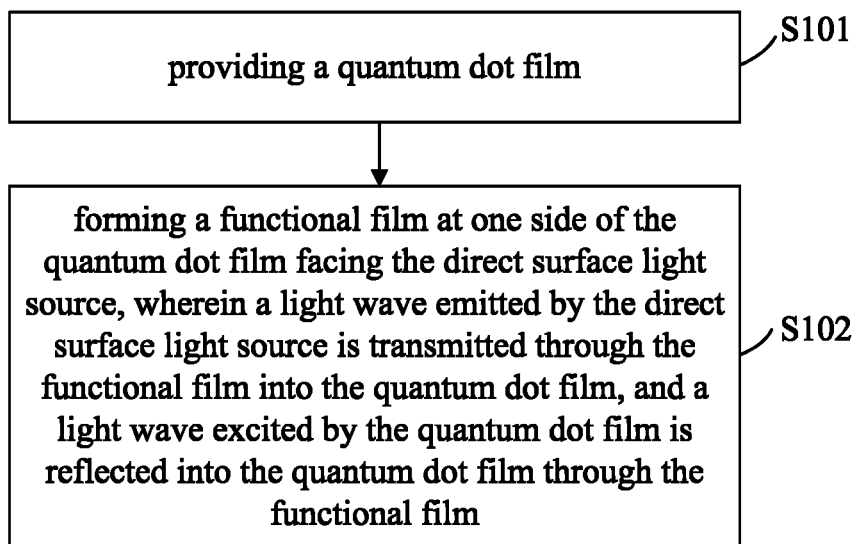 S101
providing a quantum dot film
forming a functional film at one side of the
quantum dot film facing the direct surface light
source, wherein a light wave emitted by the direct
surface light source is transmitted through the
functional film into the quantum dot film, and a
light wave excited by the quantum dot film is
reflected into the quantum dot film through the
functional film
S102